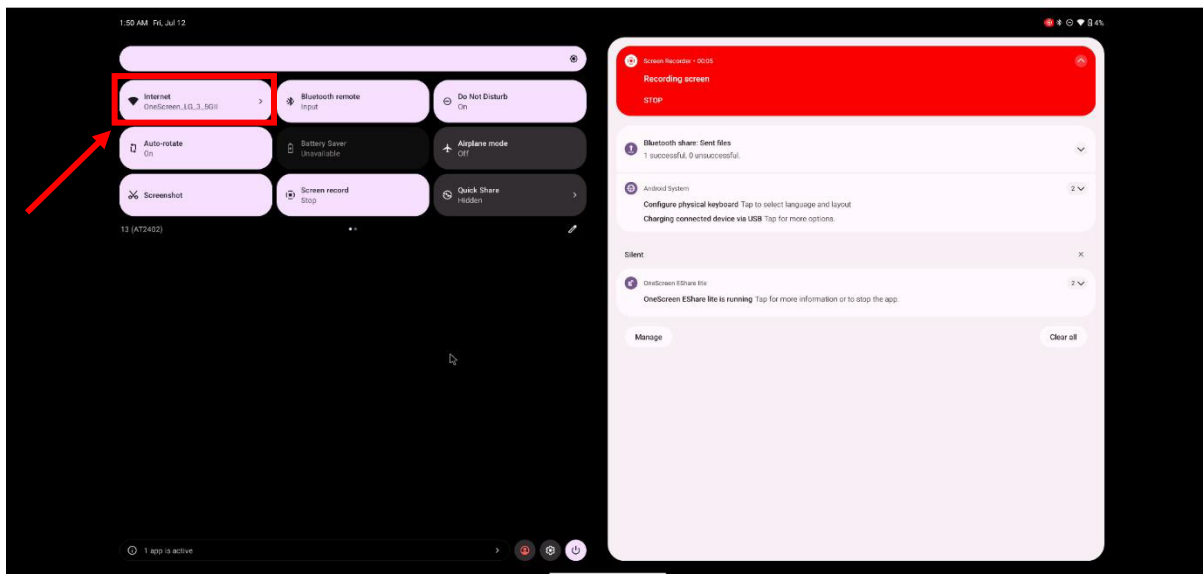 1:50 AM Fri, Jul 12
4%
Internet
OneScreen_LG_3_5GII
Bluetooth remote
Input
Do Not Disturb
On
Auto-rotate
On
Battery Saver
Unavailable
Airplane mode
Off
Screenshot
Screen record
Stop
Quick Share
Hidden
13 (AT2402)
1 app is active
Screen Recorder • 00:05
Recording screen
STOP
Bluetooth share: Sent files
1 successful, 0 unsuccessful.
Android System
2
Configure physical keyboard Tap to select language and layout
Charging connected device via USB Tap for more options.
Silent
OneScreen EShare lite
2
OneScreen EShare lite is running Tap for more information or to stop the app.
Manage
Clear all